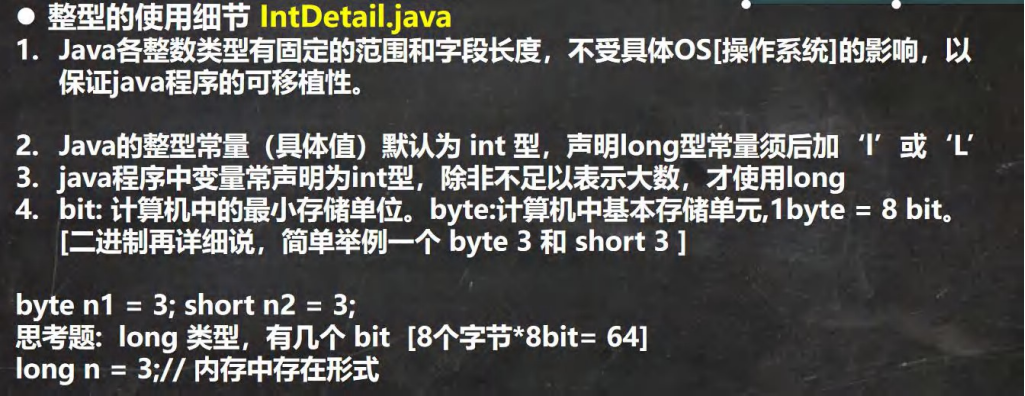 ● 整型的使用细节 IntDetail.java
1. Java各整数类型有固定的范围和字段长度，不受具体OS[操作系统]的影响，以
保证java程序的可移植性。
2. Java的整型常量（具体值）默认为 int 型，声明long型常量须后加‘l’或‘L’
3. java程序中变量常声明为int型，除非不足以表示大数，才使用long
4. bit: 计算机中的最小存储单位。byte:计算机中基本存储单元,1byte = 8 bit。
[二进制再详细说，简单举例一个 byte 3 和 short 3 ]
byte n1 = 3; short n2 = 3;
思考题: long 类型，有几个 bit [8个字节*8bit= 64]
long n = 3;// 内存中存在形式